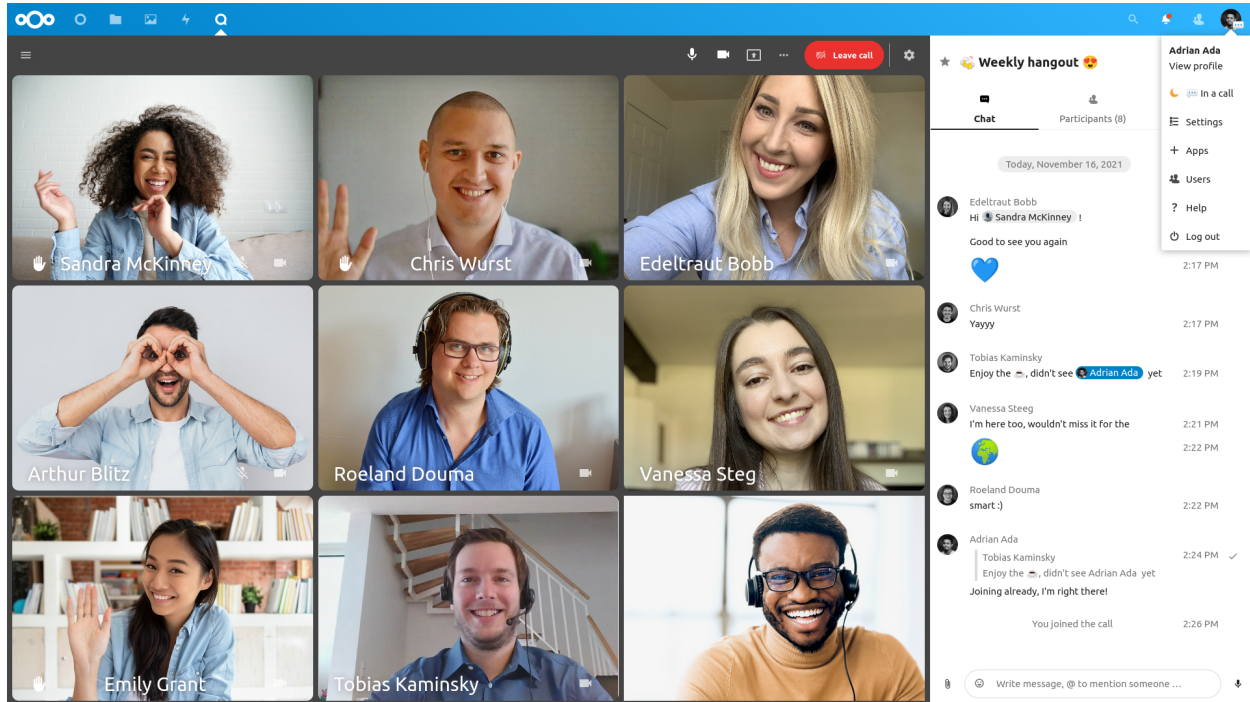 Leave call
Sandra McKinney
Chris Wurst
Edeltraut Bobb
Arthur Blitz
Roeland Douma
Vanessa Steg
Emily Grant
Tobias Kaminsky
Weekly hangout
Chat
Participants (8)
Adrian Ada
View profile
In a call
Settings
Apps
Users
Help
Log out
Today, November 16, 2021
Edeltraut Bobb
Hi Sandra McKinney !
Good to see you again
2:17 PM
Chris Wurst
Yayyy 2:17 PM
Tobias Kaminsky
Enjoy the ☕, didn't see Adrian Ada yet 2:19 PM
Vanessa Steeg
I'm here too, wouldn't miss it for the 2:21 PM
2:22 PM
Roeland Douma
smart :) 2:22 PM
Adrian Ada
Tobias Kaminsky 2:24 PM
Enjoy the ☕, didn't see Adrian Ada yet
Joining already, I'm right there!
You joined the call 2:26 PM
Write message, @ to mention someone ...